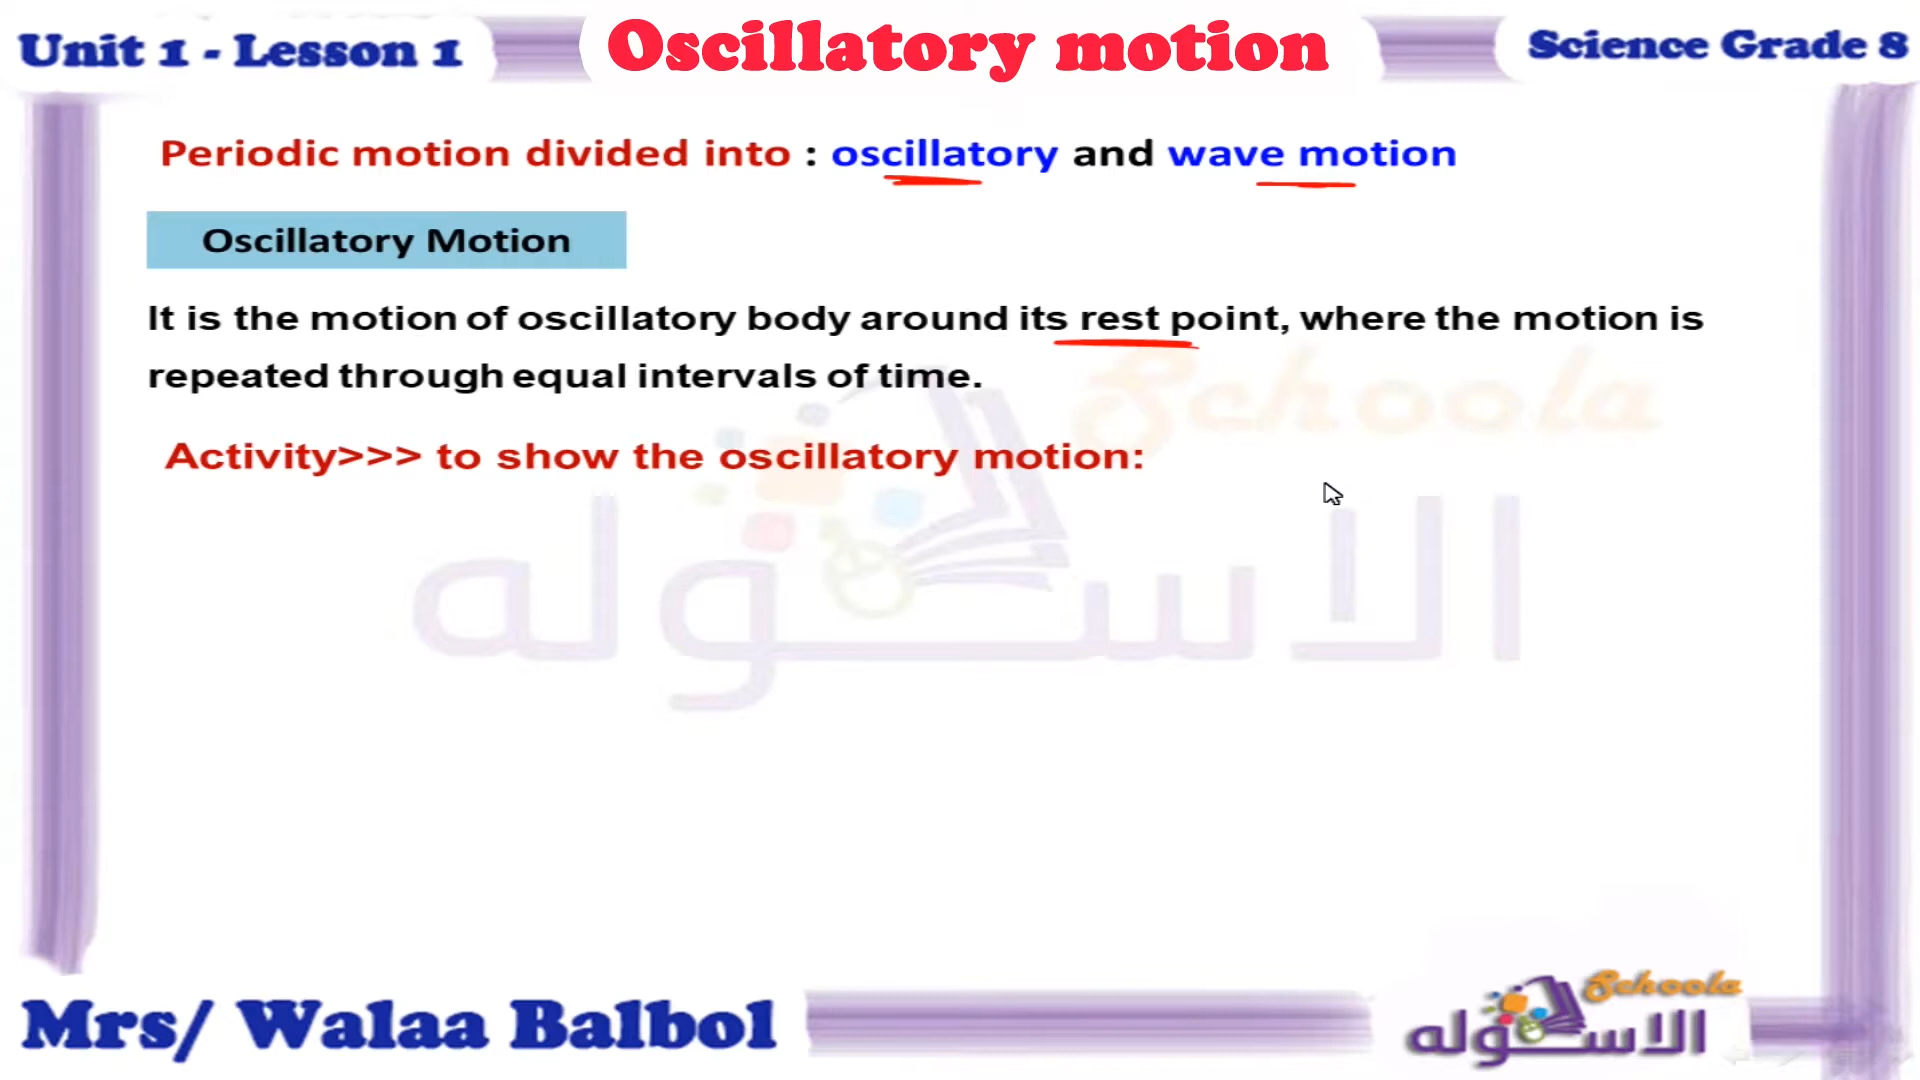 Unit 1 - Lesson 1
Oscillatory motion
Science Grade 8
Periodic motion divided into : oscillatory and wave motion
Oscillatory Motion
It is the motion of oscillatory body around its rest point, where the motion is
repeated through equal intervals of time.
Schoola
Activity>>> to show the oscillatory motion:
الاسكوله
Mrs/ Walaa Balbol
Schoola
الاسكوله